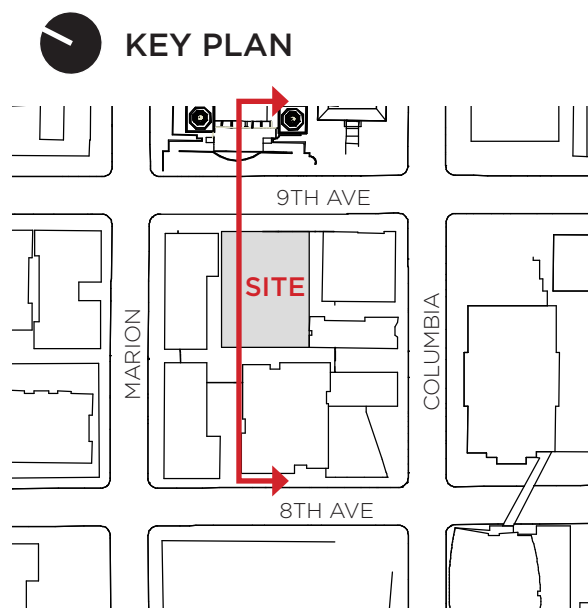 KEY PLAN
9TH AVE
SITE
MARION
COLUMBIA
8TH AVE